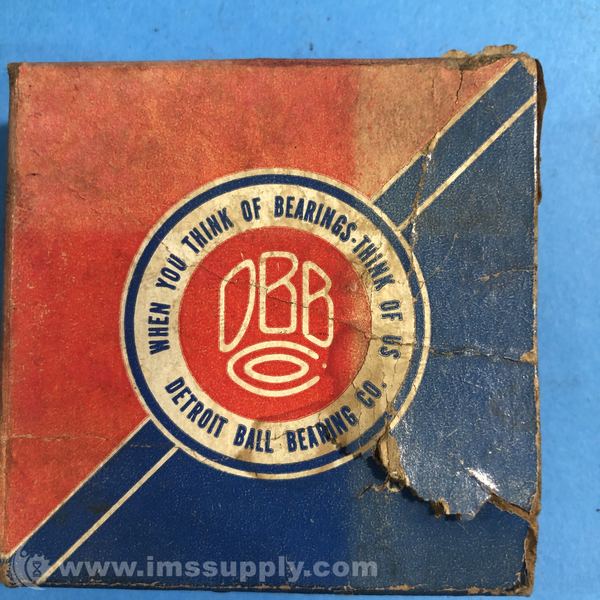 WHEN YOU THINK OF BEARINGS-THINK OF US
DBB
CO.
DETROIT BALL BEARING CO.
www.imssupply.com